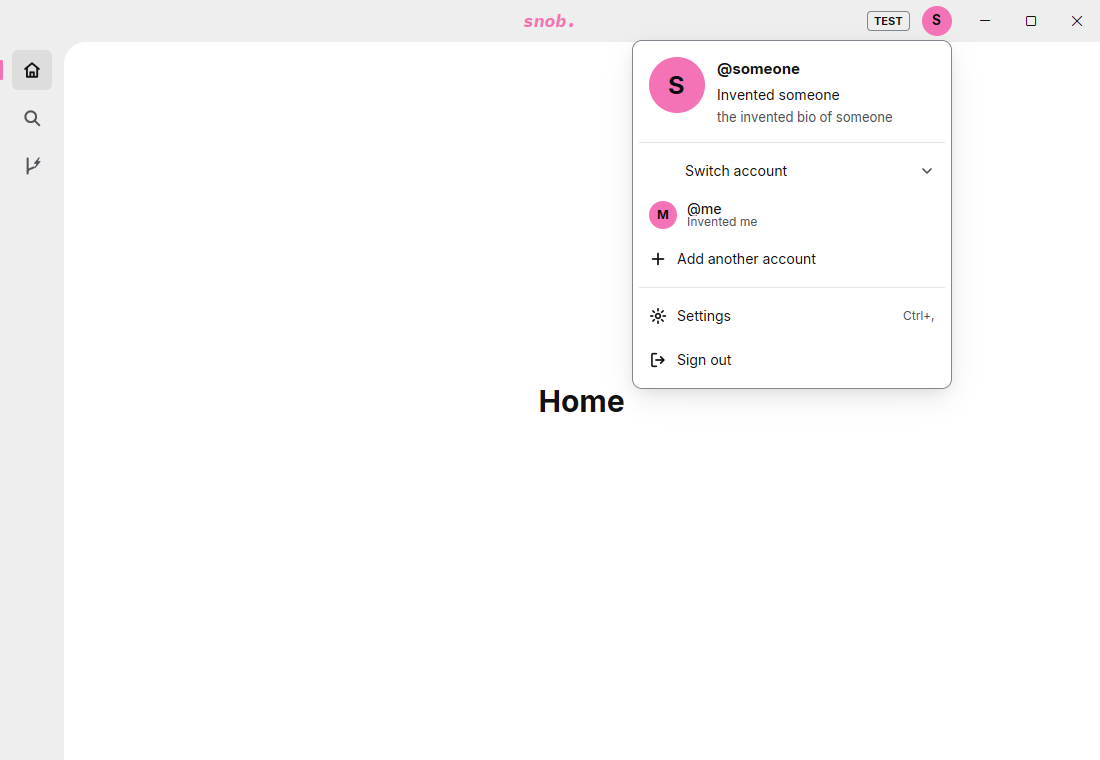 snob.
TEST
S
S
@someone
Invented someone
the invented bio of someone
Switch account
M
@me
Invented me
Add another account
Settings
Ctrl+,
Sign out
Home